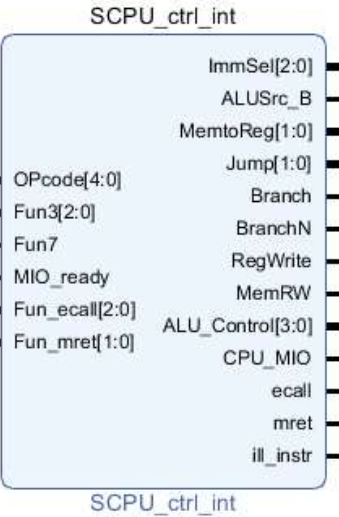 SCPU_ctrl_int
ImmSel[2:0]
ALUSrc_B
MemtoReg[1:0]
Jump[1:0]
OPcode[4:0]
Branch
Fun3[2:0]
BranchN
Fun7
RegWrite
MIO_ready
MemRW
Fun_ecall[2:0]
ALU_Control[3:0]
Fun_mret[1:0]
CPU_MIO
ecall
mret
ill_instr
SCPU_ctrl_int